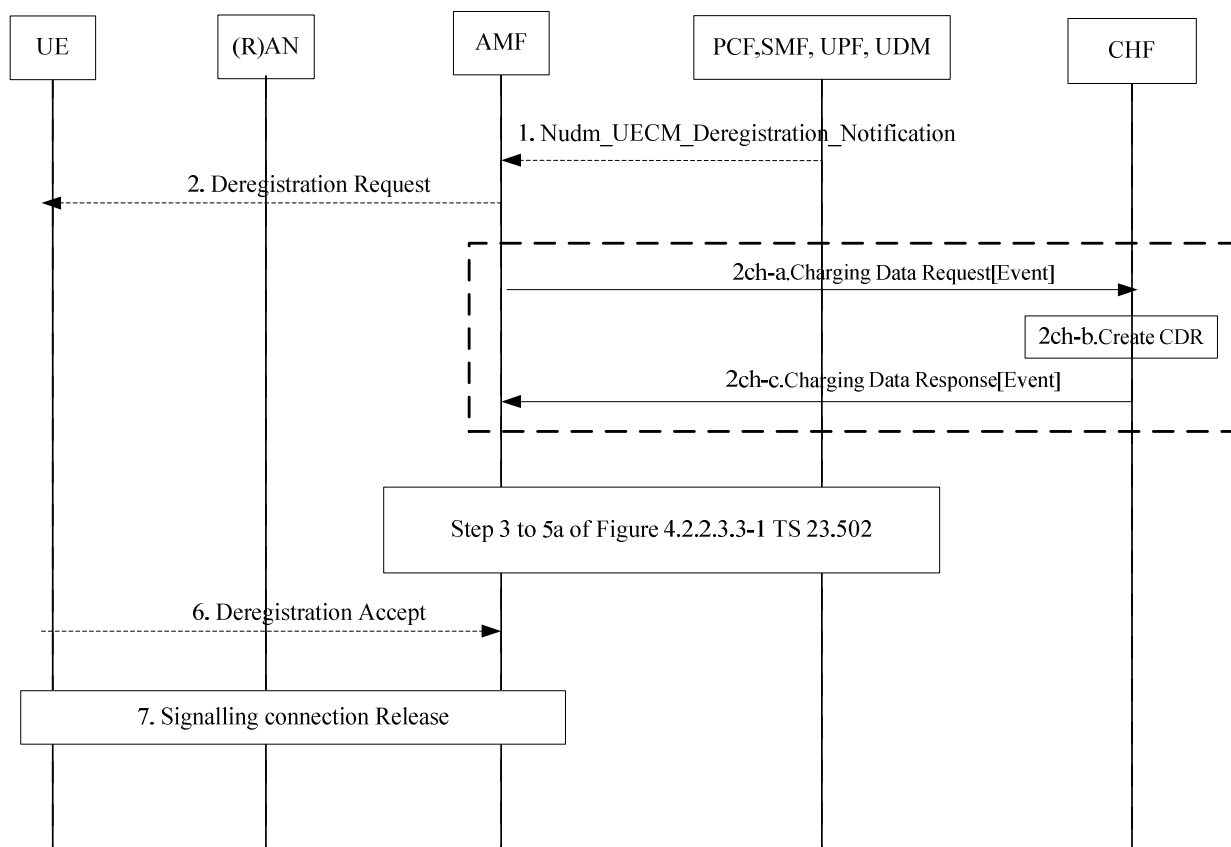 UE
(R)AN
AMF
PCF,SMF, UPF, UDM
CHF
1. Nudm_UECM_Deregistration_Notification
2. Deregistration Request
2ch-a.Charging Data Request[Event]
2ch-b.Create CDR
2ch-c.Charging Data Response[Event]
Step 3 to 5a of Figure 4.2.2.3.3-1 TS 23.502
6. Deregistration Accept
7. Signalling connection Release